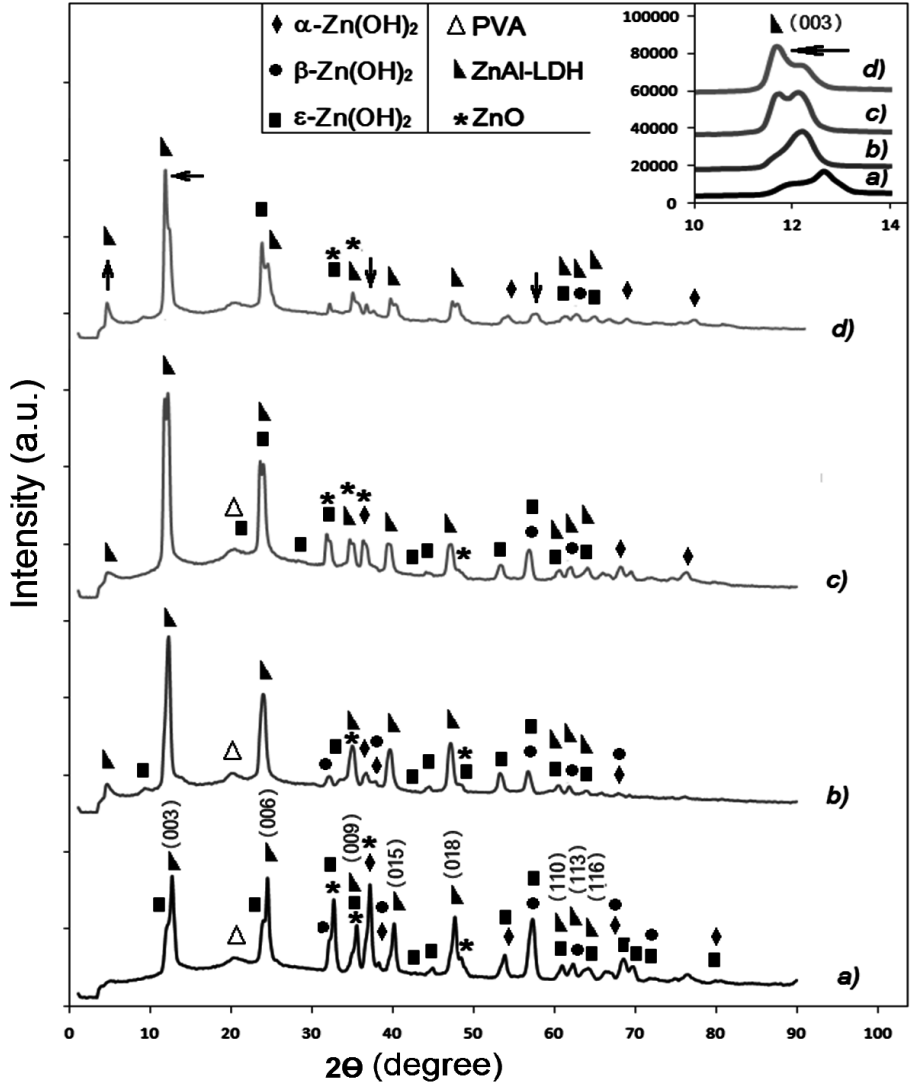 α-Zn(OH)2
β-Zn(OH)2
ε-Zn(OH)2
PVA
ZnAl-LDH
* ZnO
100000
80000
60000
40000
20000
0
10
12
14
(003)
d)
c)
b)
a)
d)
c)
b)
a)
(003)
(006)
(009)
(015)
(018)
(110)
(113)
(116)
Intensity (a.u.)
0
10
20
30
40
50
60
70
80
90
100
2Θ (degree)